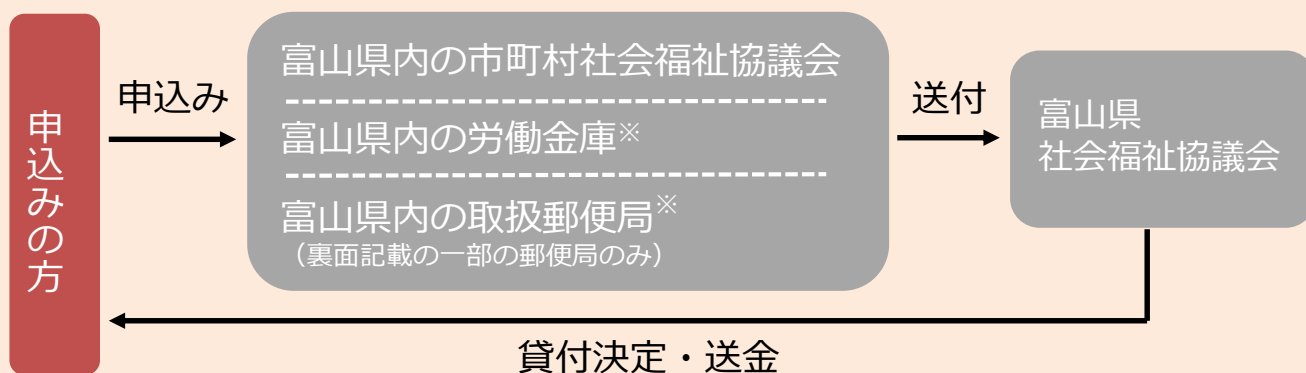 申込みの方
申込み
富山県内の市町村社会福祉協議会
富山県内の労働金庫※
富山県内の取扱郵便局※
（裏面記載の一部の郵便局のみ）
送付
富山県
社会福祉協議会
貸付決定・送金